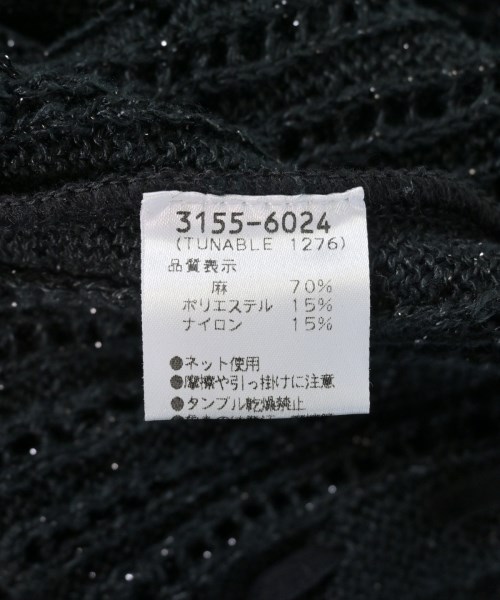 3155-6024
(TUNABLE 1276)
品質表示
麻 70%
ポリエステル 15%
ナイロン 15%
●ネット使用
●摩擦や引っ掛けに注意
●タンブル乾燥禁止